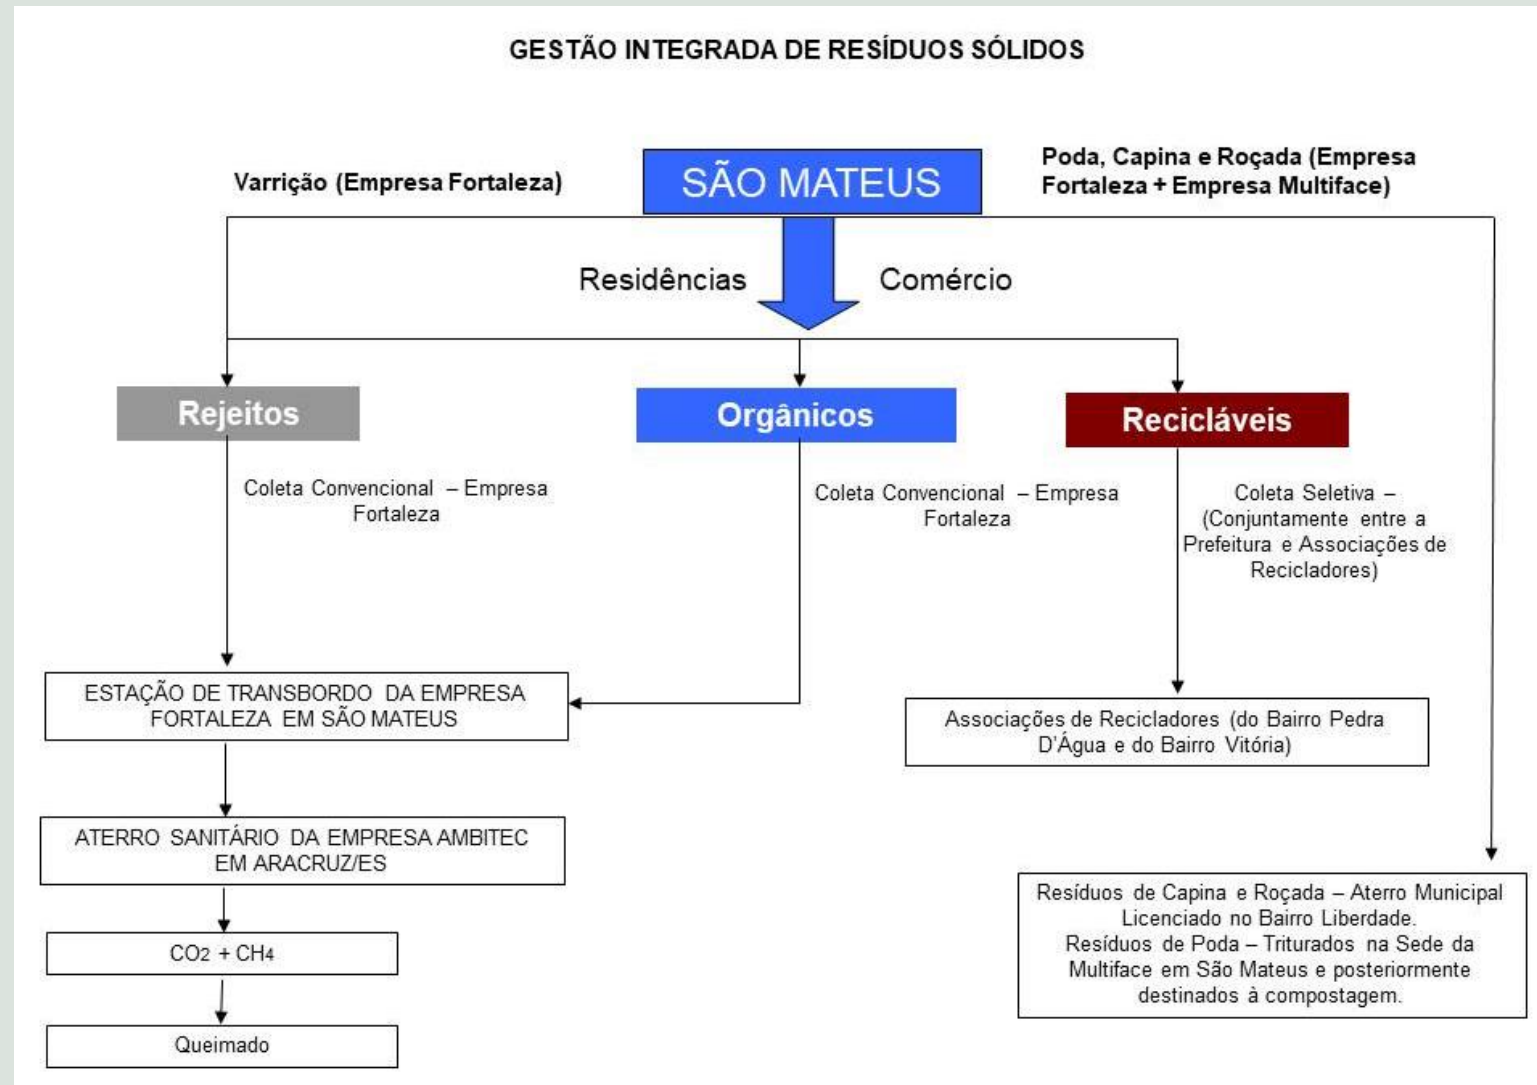 GESTÃO INTEGRADA DE RESÍDUOS SÓLIDOS
Varrição (Empresa Fortaleza)
SÃO MATEUS
Poda, Capina e Roçada (Empresa
Fortaleza + Empresa Multiface)
Residências
Comércio
Rejeitos
Orgânicos
Recicláveis
Coleta Convencional – Empresa
Fortaleza
Coleta Convencional – Empresa
Fortaleza
Coleta Seletiva –
(Conjuntamente entre a
Prefeitura e Associações de
Recicladores)
ESTAÇÃO DE TRANSBORDO DA EMPRESA
FORTALEZA EM SÃO MATEUS
Associações de Recicladores (do Bairro Pedra
D'Água e do Bairro Vitória)
ATERRO SANITÁRIO DA EMPRESA AMBITEC
EM ARACRUZ/ES
Resíduos de Capina e Roçada – Aterro Municipal
Licenciado no Bairro Liberdade.
Resíduos de Poda – Triturados na Sede da
Multiface em São Mateus e posteriormente
destinados à compostagem.
CO2 + CH4
Queimado